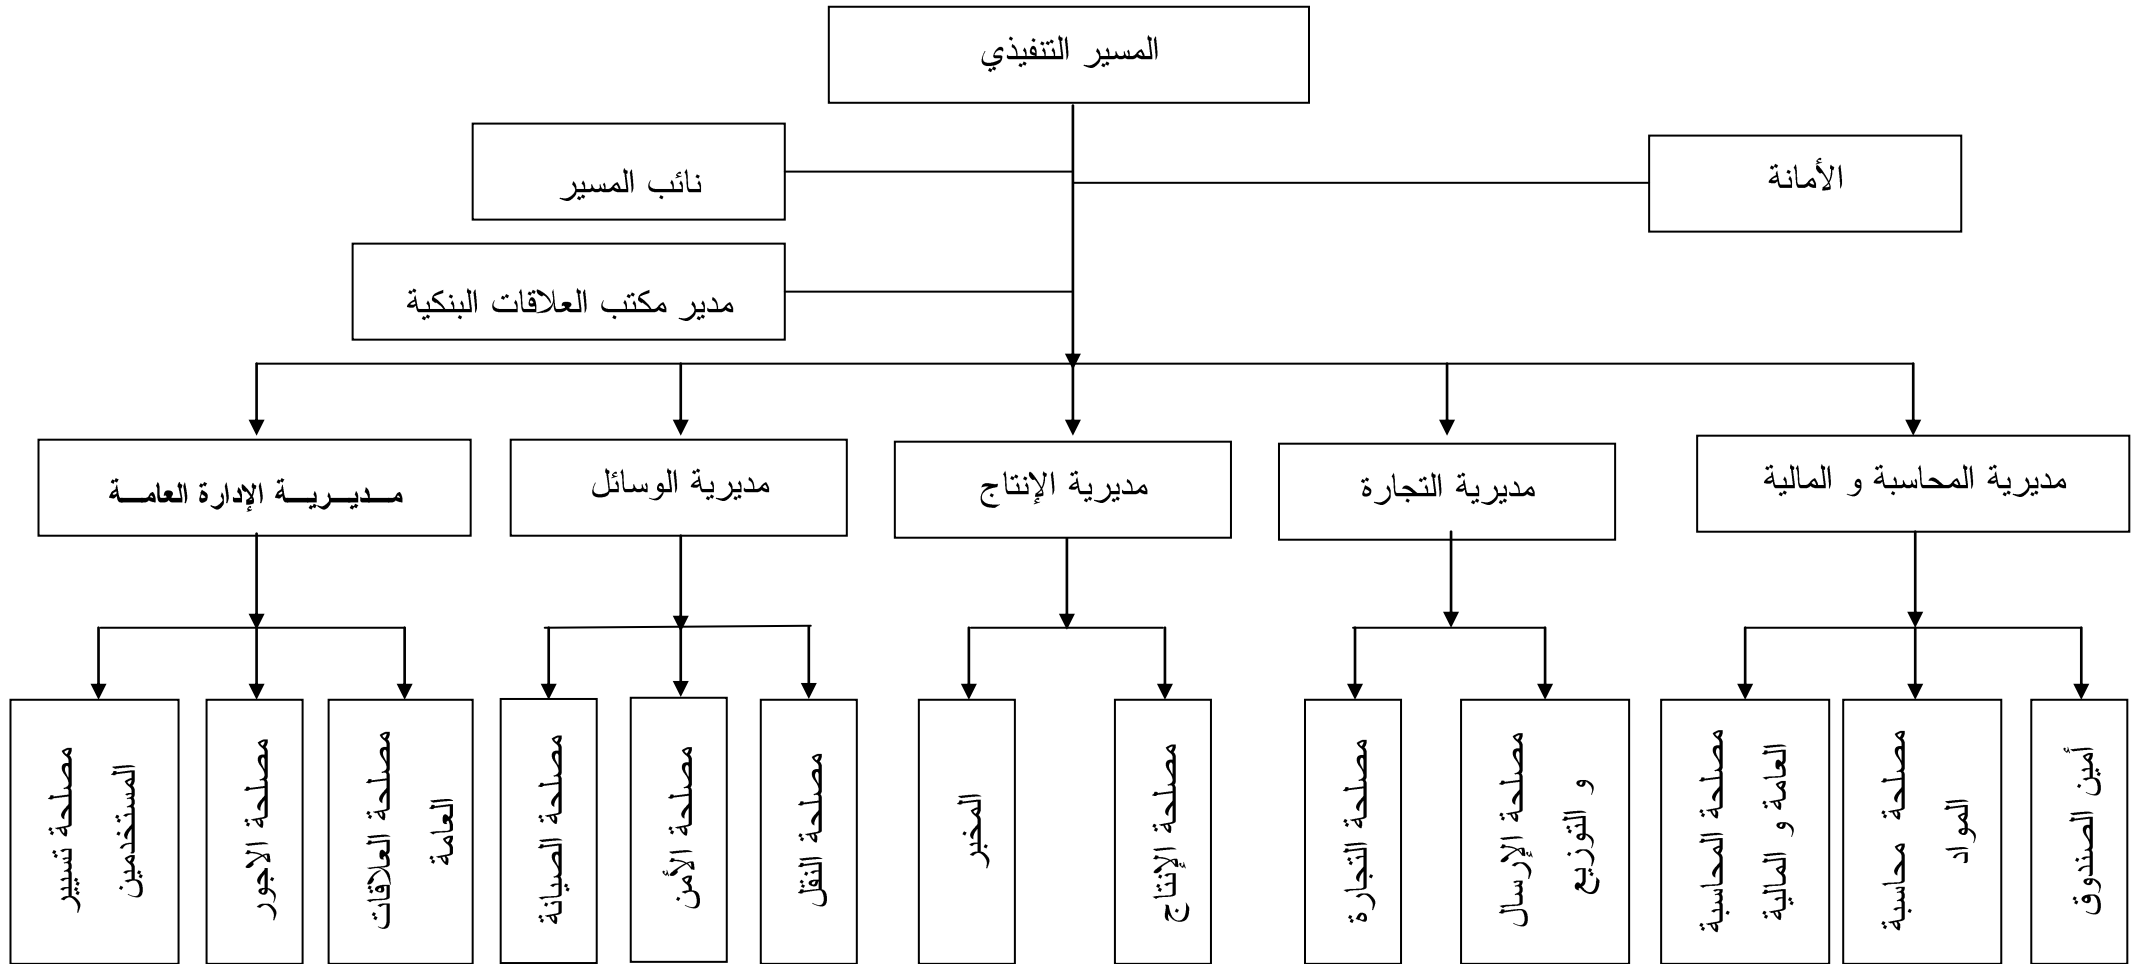 المسير التنفيذي
الأمانة
نائب المسير
مدير مكتب العلاقات البنكية
مديرية المحاسبة و المالية
مديرية التجارة
مديرية الإنتاج
مديرية الوسائل
مـديـريـة الإدارة العامـة
أمين الصندوق
مصلحة محاسبة
المواد
مصلحة المحاسبة
العامة و المالية
مصلحة الإرسال
و التوزيع
مصلحة التجارة
مصلحة الإنتاج
المخبر
مصلحة النقل
مصلحة الأمن
مصلحة الصيانة
مصلحة العلاقات
العامة
مصلحة الاجور
مصلحة تسيير
المستخدمين